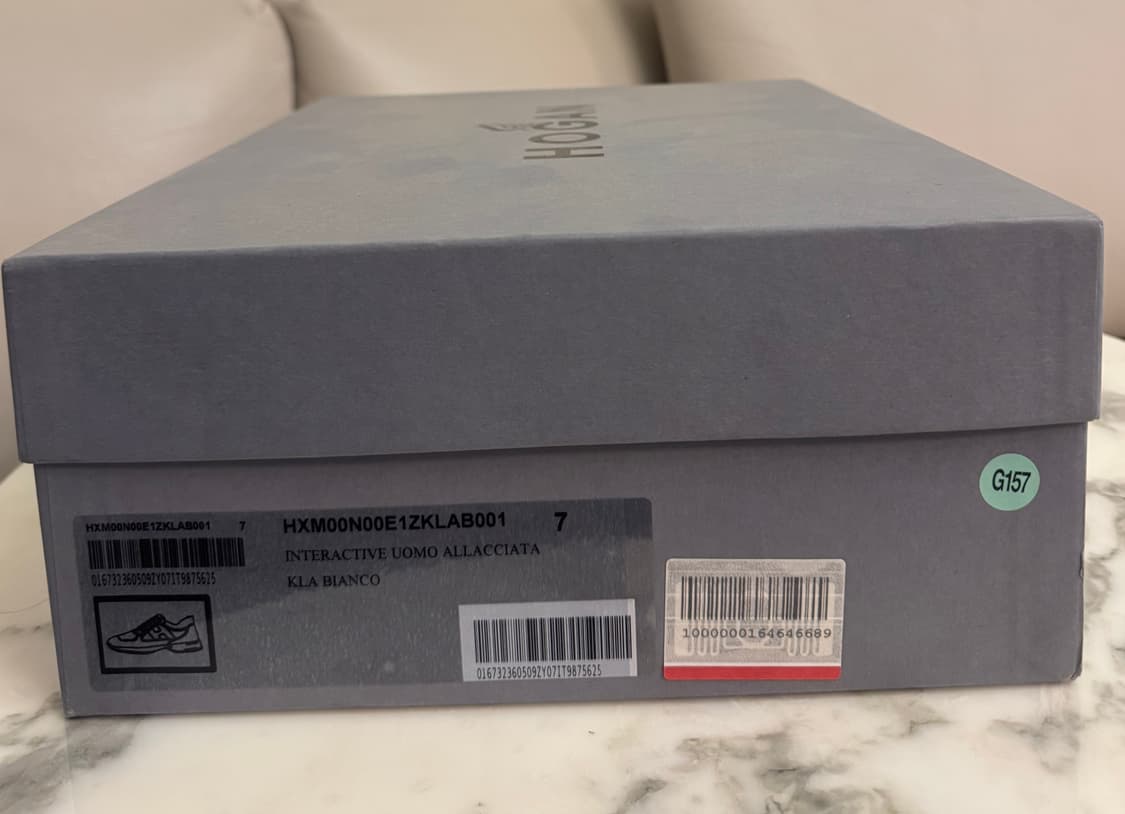 HOGAN
G157
HXM00N00E1ZKLAB001 7
016732360509ZY07IT9875625
HXM00N00E1ZKLAB001 7
INTERACTIVE UOMO ALLACCIATA
KLA BIANCO
016732360509ZY07IT9875625
1000000164646689